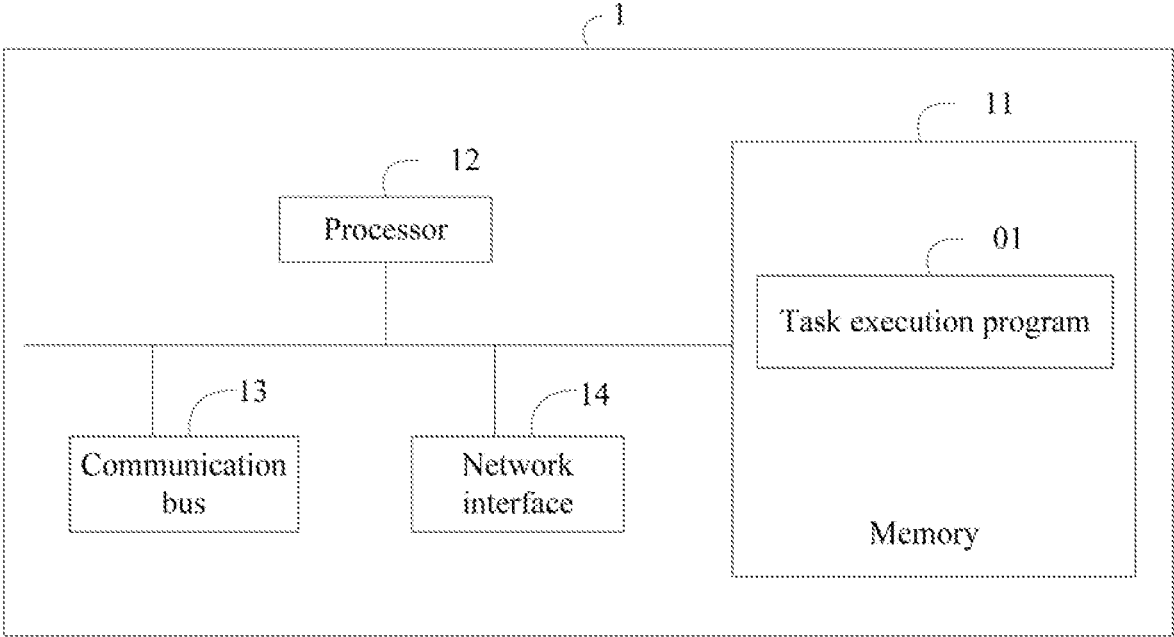 1
11
12
Processor
01
Task execution program
13
14
Communication
bus
Network
interface
Memory